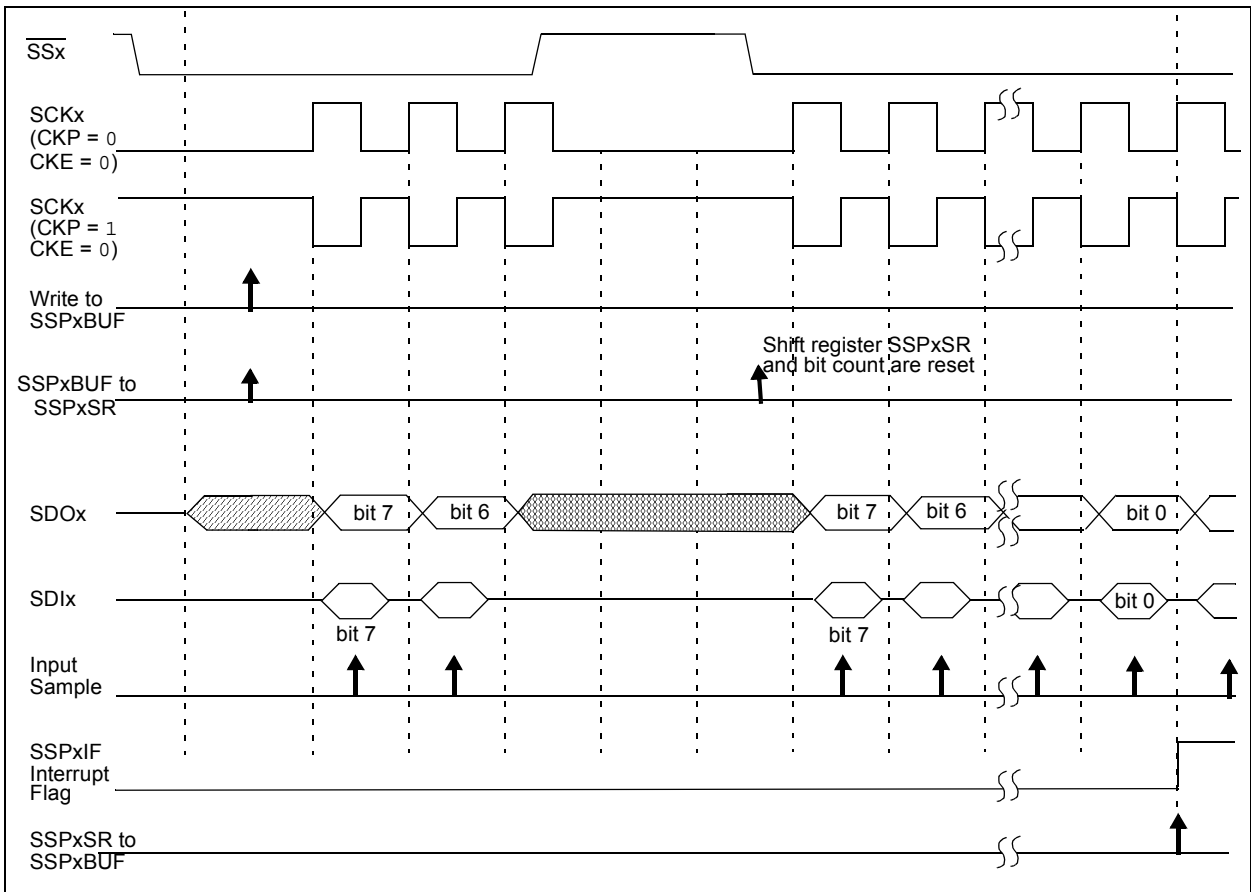 SSx
SCKx
(CKP = 0
CKE = 0)
SCKx
(CKP = 1
CKE = 0)
Write to
SSPxBUF
Shift register SSPxSR
and bit count are reset
SSPxBUF to
SSPxSR
SDOx
bit 7
bit 6
bit 7
bit 6
bit 0
SDIx
bit 0
bit 7
bit 7
Input
Sample
SSPxIF
Interrupt
Flag
SSPxSR to
SSPxBUF